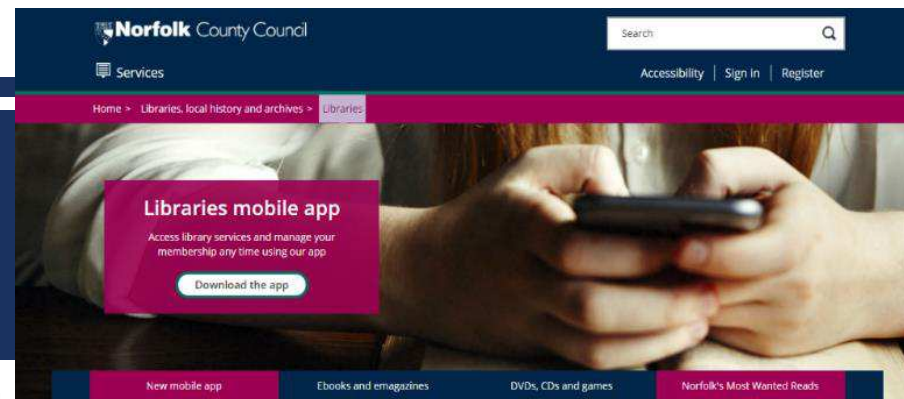 Norfolk County Council
Search
Services
Accessibility | Sign in | Register
Home > Libraries, local history and archives > Libraries
Libraries mobile app
Access library services and manage your
membership any time using our app
Download the app
New mobile app Ebooks and emagazines DVDs, CDs and games Norfolk's Most Wanted Reads